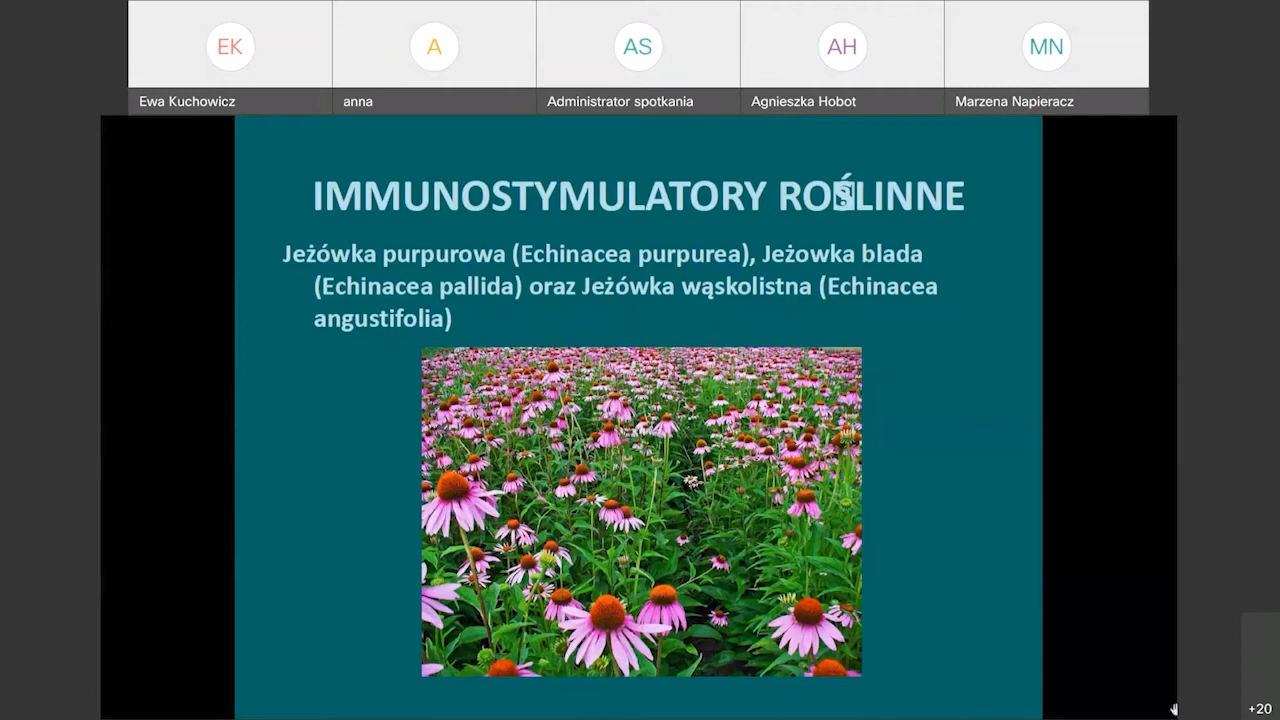 EK
A
AS
AH
MN
Ewa Kuchowicz
anna
Administrator spotkania
Agnieszka Hobot
Marzena Napieracz
IMMUNOSTYMULATORY ROŚLINNE
Jeżówka purpurowa (Echinacea purpurea), Jeżowka blada
(Echinacea pallida) oraz Jeżówka wąskolistna (Echinacea
angustifolia)
+20